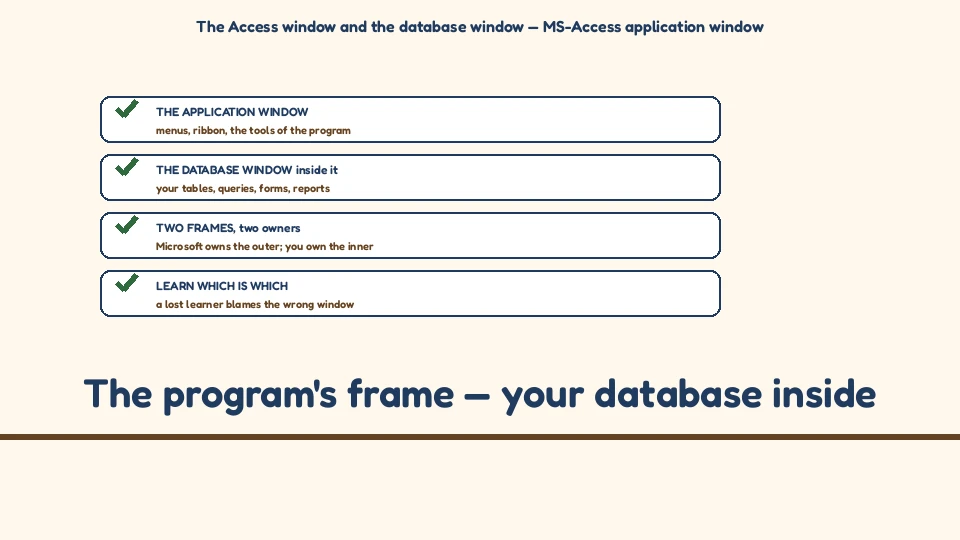 The Access window and the database window — MS-Access application window
THE APPLICATION WINDOW
menus, ribbon, the tools of the program
THE DATABASE WINDOW inside it
your tables, queries, forms, reports
TWO FRAMES, two owners
Microsoft owns the outer; you own the inner
LEARN WHICH IS WHICH
a lost learner blames the wrong window
The program's frame — your database inside